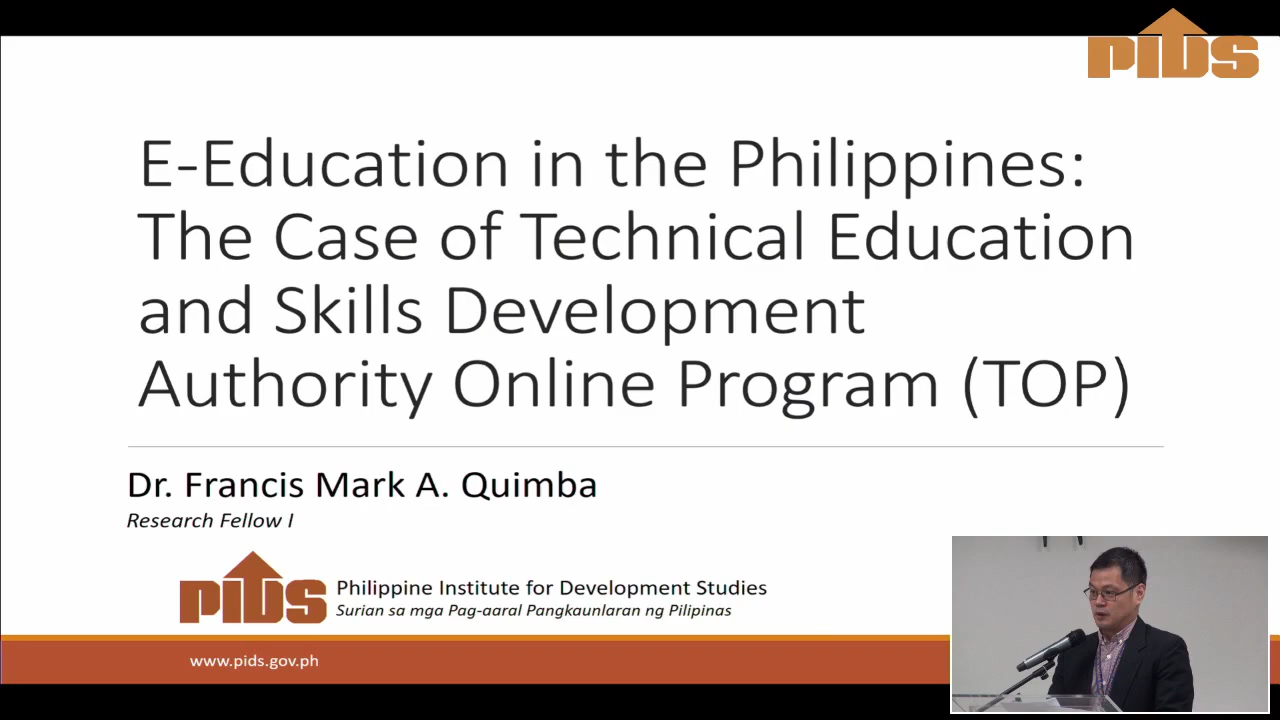 PIDS
E-Education in the Philippines:
The Case of Technical Education
and Skills Development
Authority Online Program (TOP)
Dr. Francis Mark A. Quimba
Research Fellow I
PIDS
Philippine Institute for Development Studies
Surian sa mga Pag-aaral Pangkaunlaran ng Pilipinas
www.pids.gov.ph